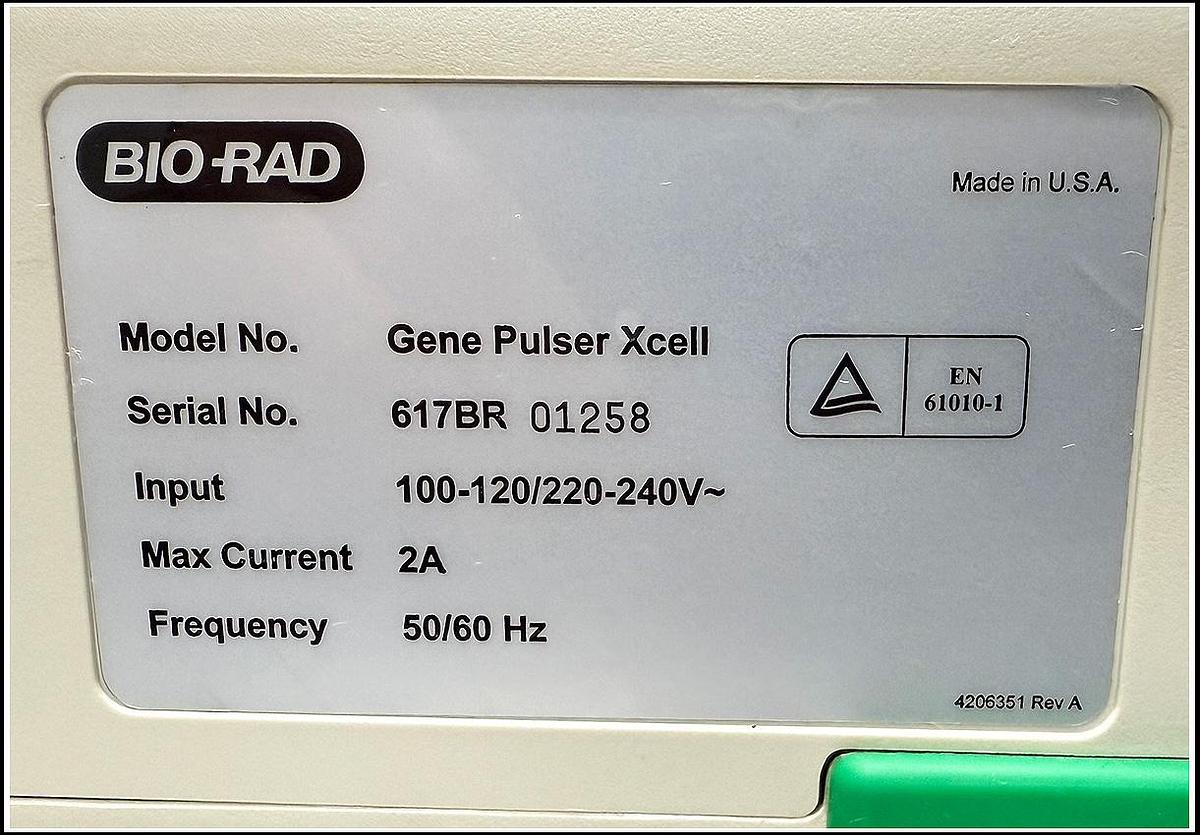 BIO-RAD
Made in U.S.A.
Model No. Gene Pulser Xcell
Serial No. 617BR 01258
EN
61010-1
Input 100-120/220-240V~
Max Current 2A
Frequency 50/60 Hz
4206351 Rev A